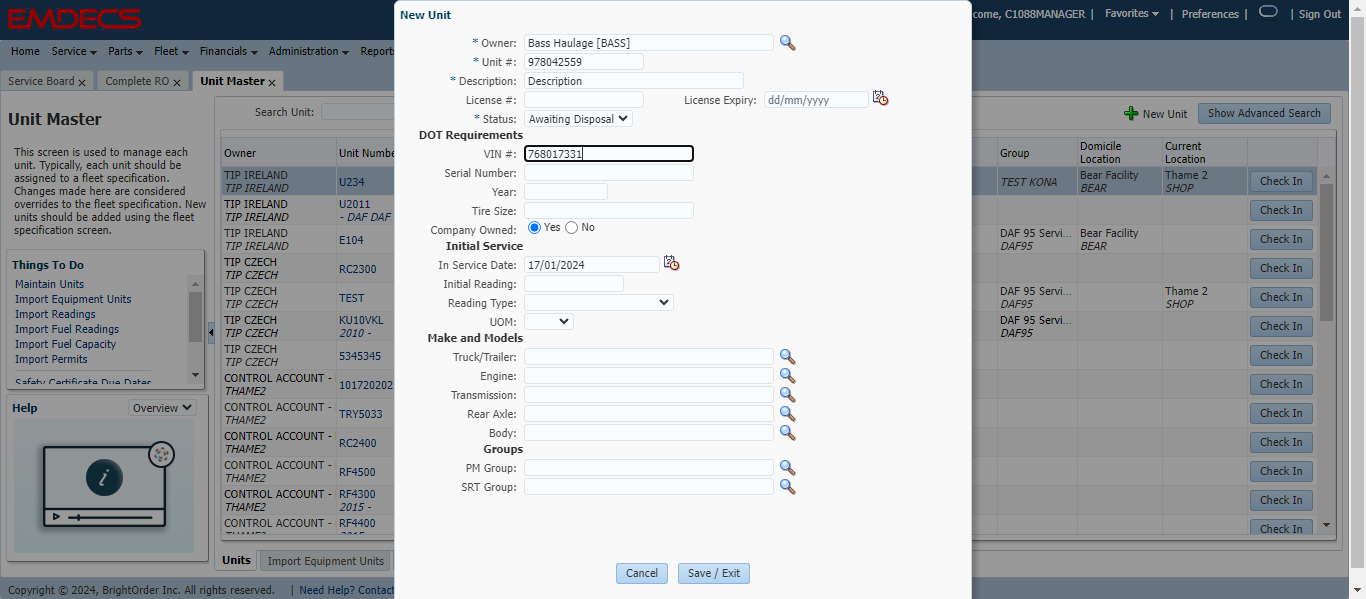 EMDECS
come, C1088MANAGER | Favorites | Preferences | | Sign Out
Home Service Parts Fleet Financials Administration Reports
Service Board x Complete RO x Unit Master x
Unit Master
This screen is used to manage each
unit. Typically, each unit should be
assigned to a fleet specification.
Changes made here are considered
overrides to the fleet specification. New
units should be added using the fleet
specification screen.
Things To Do
Maintain Units
Import Equipment Units
Import Readings
Import Fuel Readings
Import Fuel Capacity
Import Permits
Safety Certificate Due Dates
Help Overview
Search Unit:
New Unit Show Advanced Search
Owner Unit Numbe
TIP IRELAND
TIP IRELAND
U234
TIP IRELAND
TIP IRELAND
U2011
- DAF DAF
TIP IRELAND
TIP IRELAND
E104
TIP CZECH
TIP CZECH
RC2300
TIP CZECH
TIP CZECH
TEST
TIP CZECH
TIP CZECH
KU10VKL
2010 -
TIP CZECH
TIP CZECH
5345345
CONTROL ACCOUNT -
THAME2
101720202
CONTROL ACCOUNT -
THAME2
TRY5033
CONTROL ACCOUNT -
THAME2
RC2400
CONTROL ACCOUNT -
THAME2
RF4500
CONTROL ACCOUNT -
THAME2
RF4300
2015 -
CONTROL ACCOUNT -
THAME2
RF4400
2015 -
Units Import Equipment Units
New Unit
* Owner: Bass Haulage [BASS]
* Unit #: 978042559
* Description: Description
License #: License Expiry: dd/mm/yyyy
* Status: Awaiting Disposal
DOT Requirements
VIN #: 768017331
Serial Number:
Year:
Tire Size:
Company Owned: Yes No
Initial Service
In Service Date: 17/01/2024
Initial Reading:
Reading Type:
UOM:
Make and Models
Truck/Trailer:
Engine:
Transmission:
Rear Axle:
Body:
Groups
PM Group:
SRT Group:
Cancel Save / Exit
Group Domicile Location Current Location
TEST KONA
Bear Facility
BEAR
Thame 2
SHOP
Check In
Check In
DAF 95 Servi...
DAF95
Bear Facility
BEAR
Check In
Check In
DAF 95 Servi...
DAF95
Thame 2
SHOP
Check In
DAF 95 Servi...
DAF95
Check In
Check In
Check In
Check In
Check In
Check In
Check In
Check In
Copyright © 2024, BrightOrder Inc. All rights reserved. | Need Help? Contact